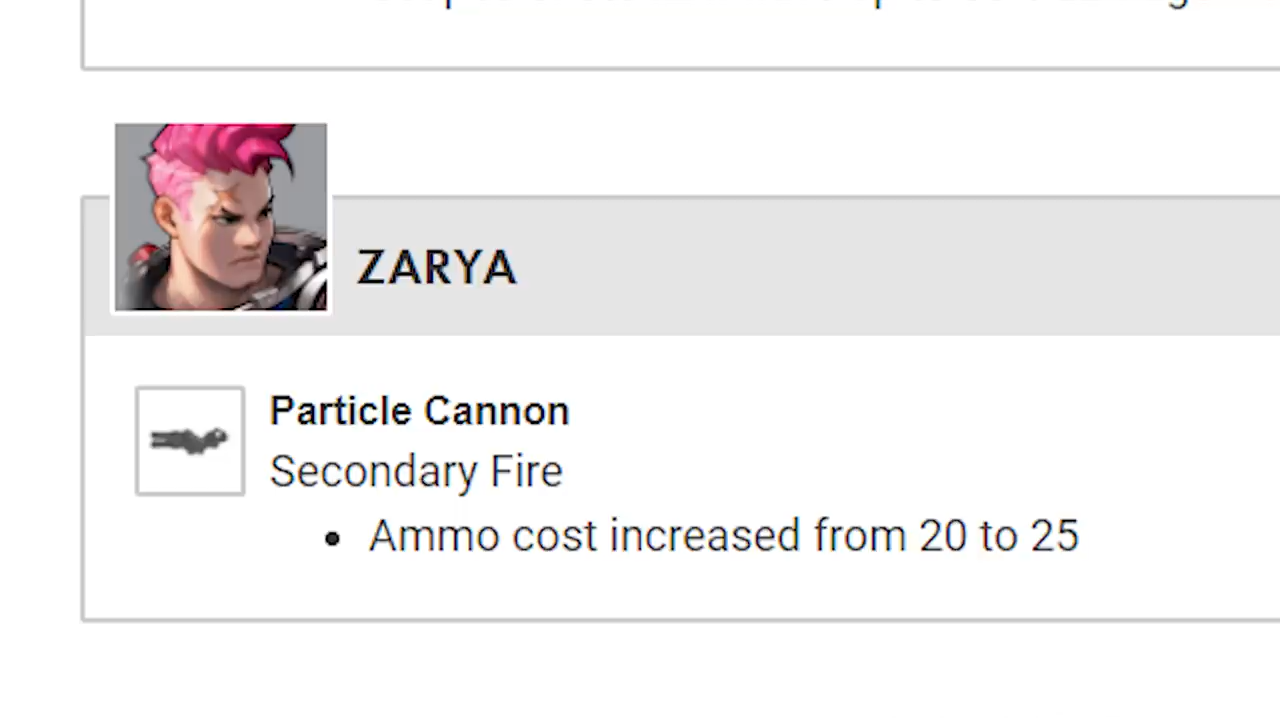 ZARYA
Particle Cannon
Secondary Fire
Ammo cost increased from 20 to 25